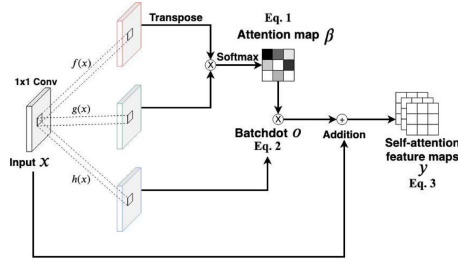 Transpose
Eq. 1
Attention map β
Softmax
1x1 Conv
f(x)
g(x)
h(x)
Input x
Batchdot o
Eq. 2
Addition
Self-attention
feature maps
y
Eq. 3